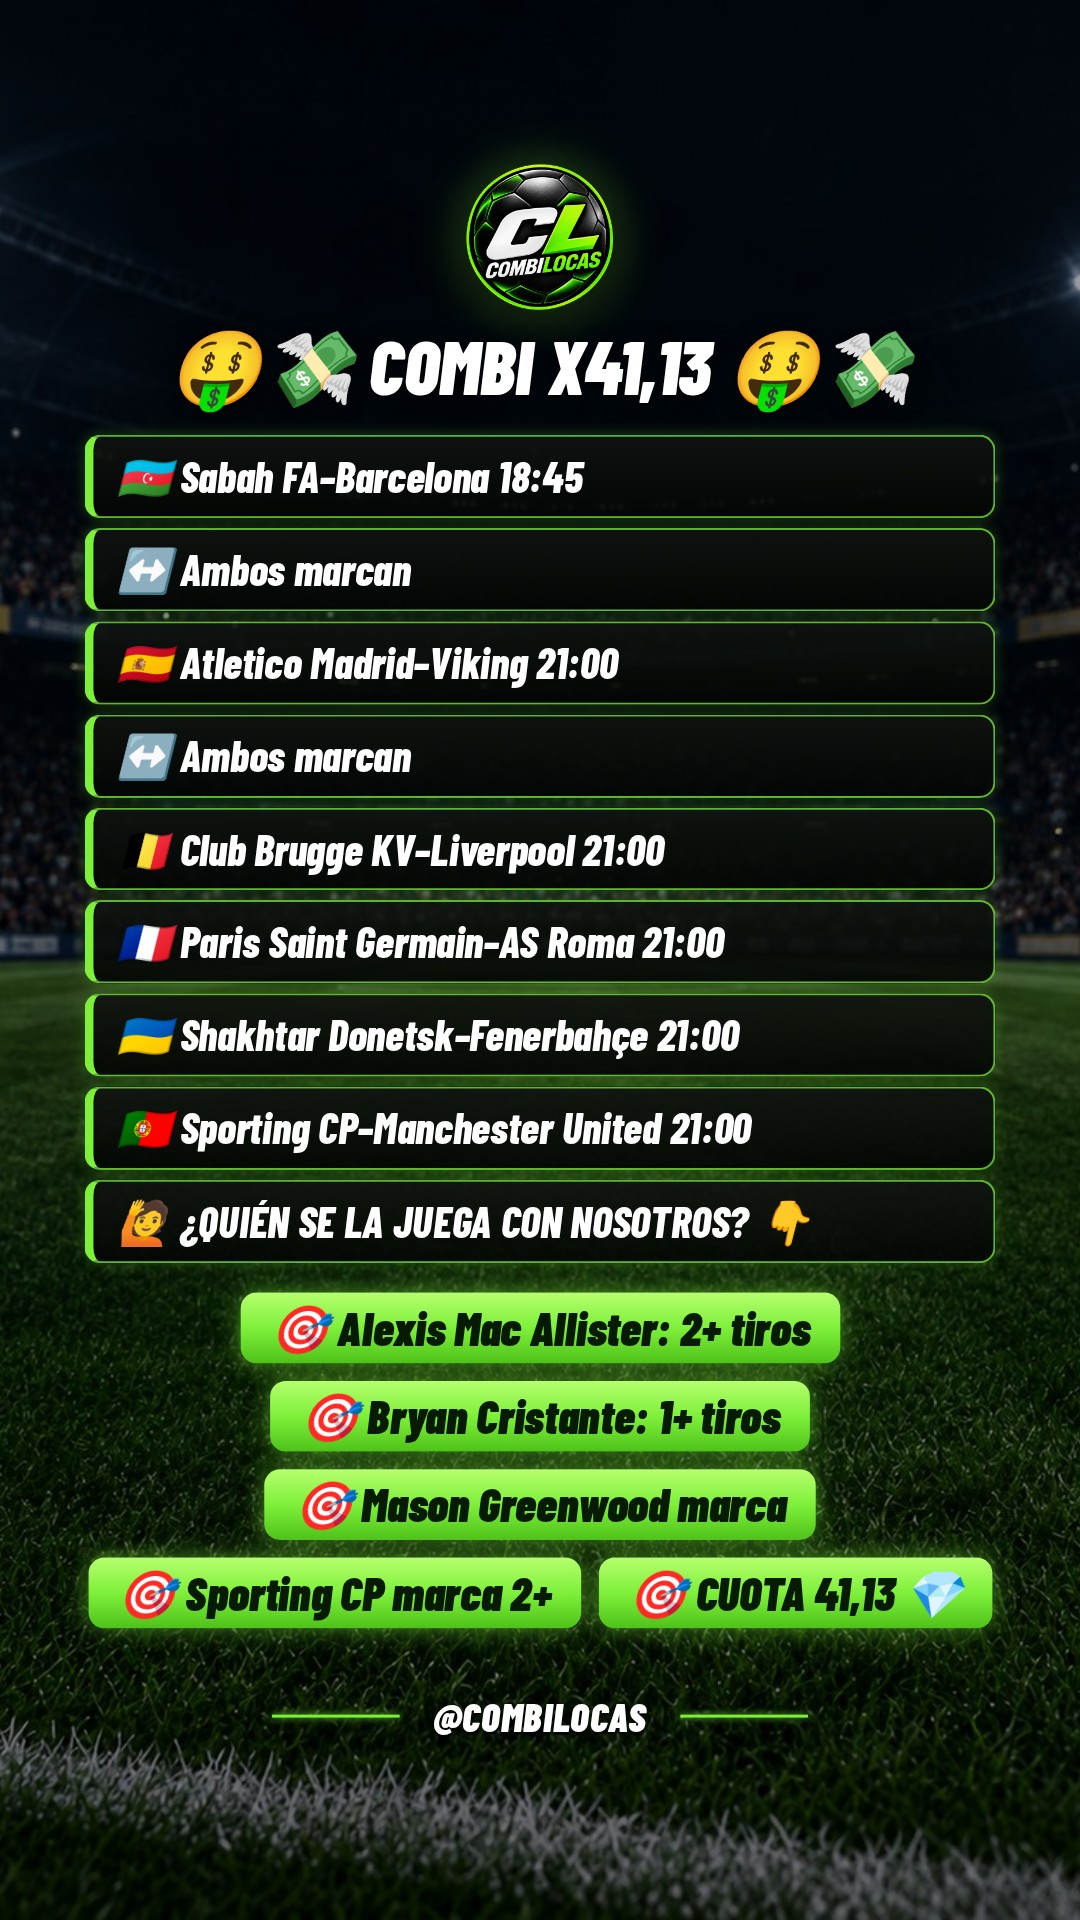 CL
COMBILOCAS
🤑💸 COMBI X41,13 🤑💸
🇦🇿 Sabah FA-Barcelona 18:45
↔️ Ambos marcan
🇪🇸 Atletico Madrid-Viking 21:00
↔️ Ambos marcan
🇧🇪 Club Brugge KV-Liverpool 21:00
🇫🇷 Paris Saint Germain-AS Roma 21:00
🇺🇦 Shakhtar Donetsk-Fenerbahçe 21:00
🇵🇹 Sporting CP-Manchester United 21:00
🙋 ¿QUIÉN SE LA JUEGA CON NOSOTROS? 👇
🎯 Alexis Mac Allister: 2+ tiros
🎯 Bryan Cristante: 1+ tiros
🎯 Mason Greenwood marca
🎯 Sporting CP marca 2+
🎯 CUOTA 41,13 💎
@COMBILOCAS